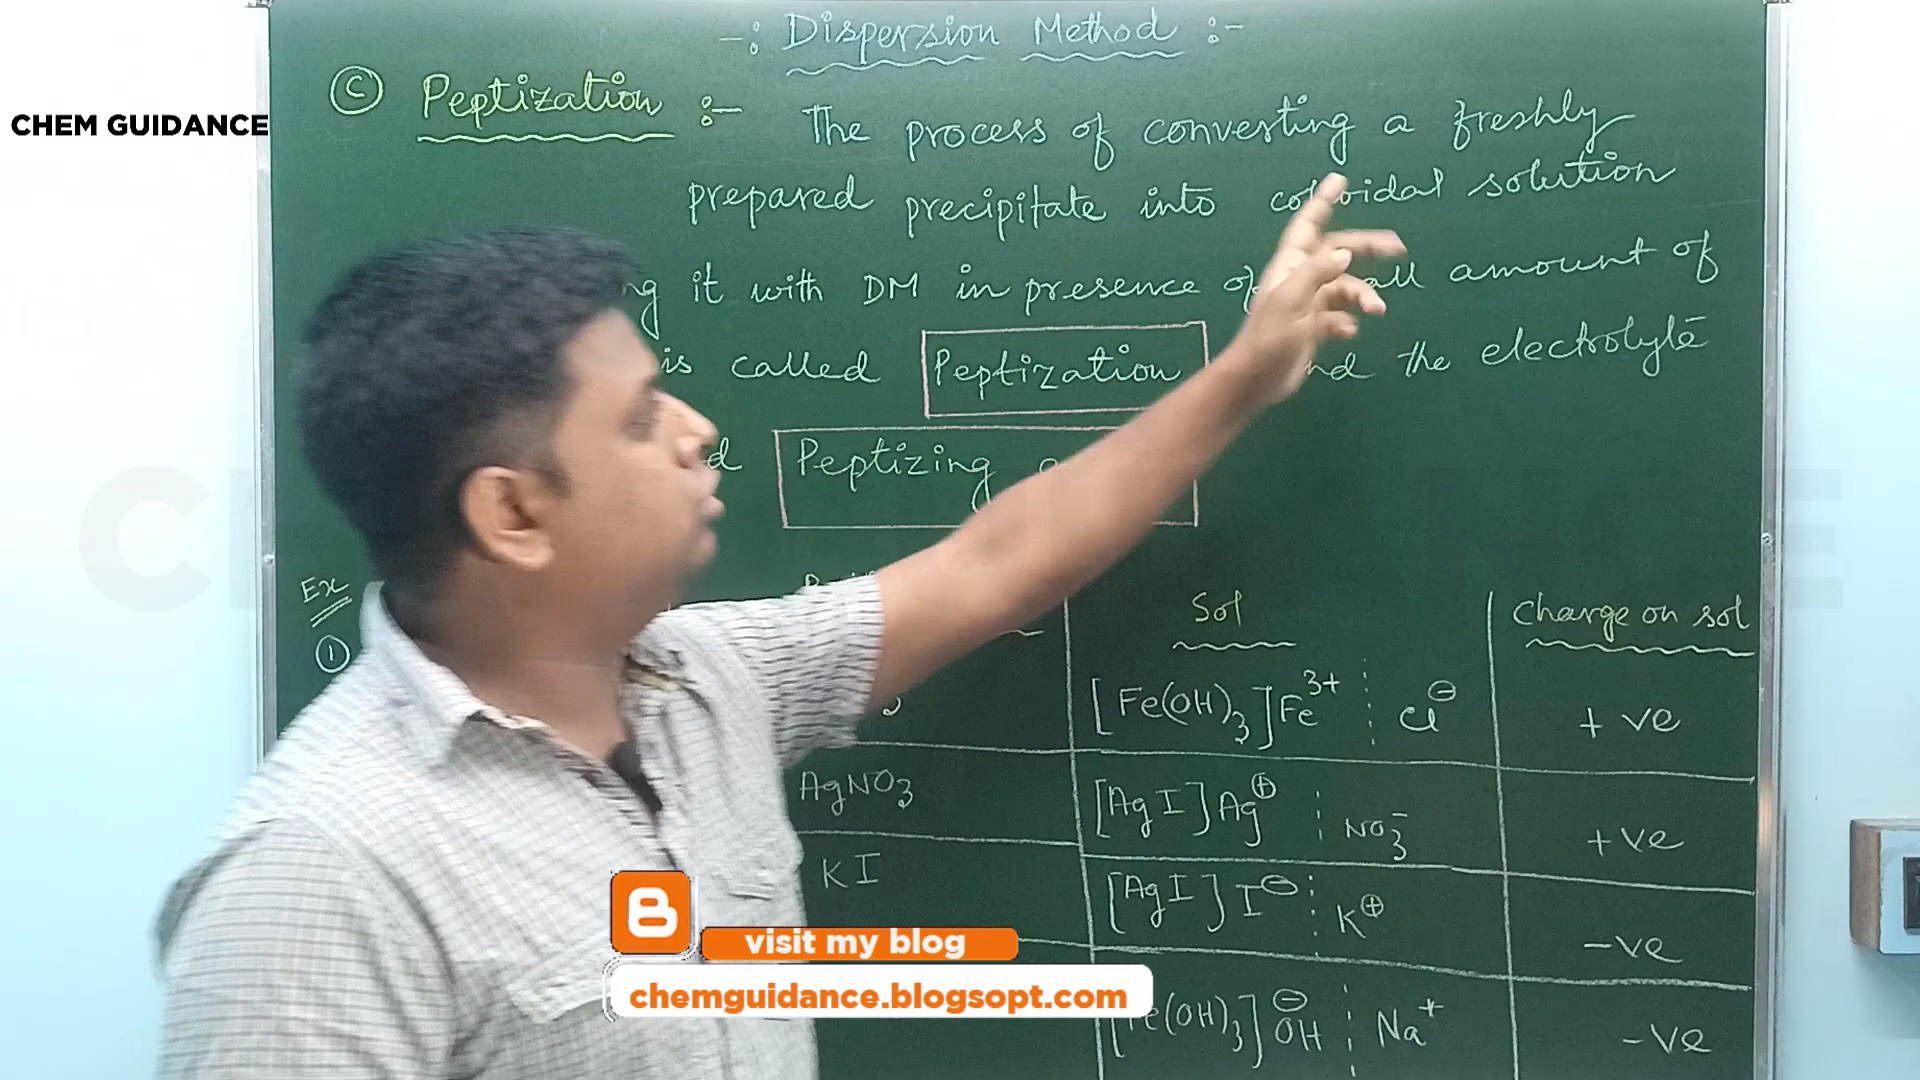 -: Dispersion Method :-
CHEM GUIDANCE
Ⓒ Peptization :- The process of converting a freshly
prepared precipitate into colloidal solution
it with DM in presence of amount of
is called Peptization the electrolyte
Peptizing
Ex
Sol Charge on sol
① [Fe(OH)3]Fe3+ ⋮ Cl⊖ +ve
AgNO3 [AgI]Ag⊕ ⋮ NO3- +ve
KI [AgI]I⊖ ⋮ K⊕ -ve
[Fe(OH)3]OH⊖ ⋮ Na+ -ve
visit my blog
chemguidance.blogsopt.com